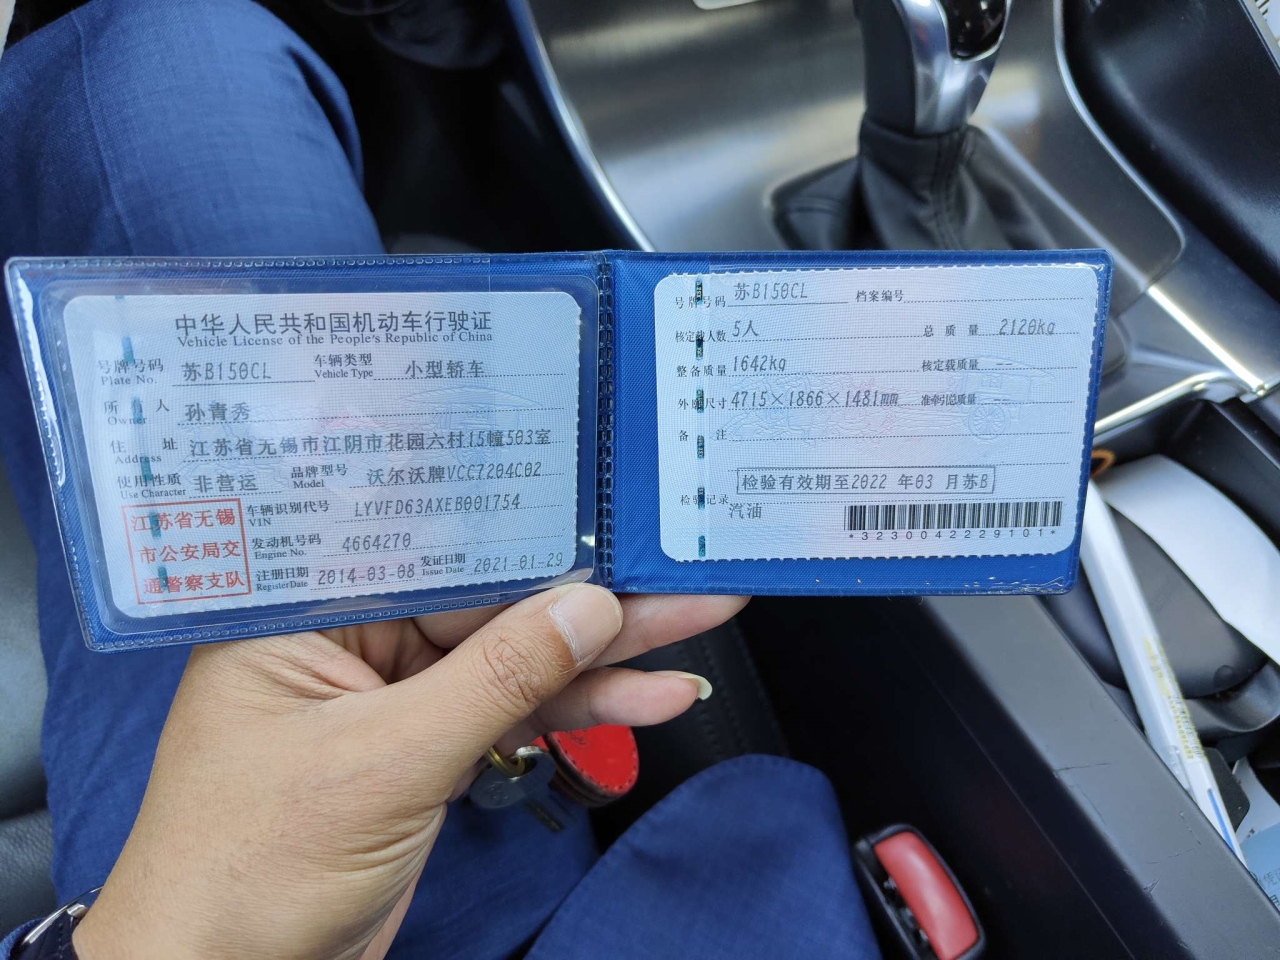 中华人民共和国机动车行驶证
Vehicle License of the People's Republic of China
号牌号码 苏B150CL 车辆类型 小型轿车
Plate No. Vehicle Type
所有人 孙青秀
Owner
住址 江苏省无锡市江阴市花园六村15幢503室
Address
使用性质 非营运 品牌型号 沃尔沃牌VCC7204C02
Use Character Model
江苏省无锡
市公安局交
通警察支队
车辆识别代号 LYVFD63AXEB001754
VIN
发动机号码 4664270
Engine No.
注册日期 2014-03-08 发证日期 2021-01-29
Register Date Issue Date
号牌号码 苏B150CL 档案编号
核定载人数 5人 总质量 2120kg
整备质量 1642kg 核定载质量 --
外廓尺寸 4715×1866×1481mm 准牵引总质量 --
备注
检验有效期至2022 年03 月苏B
检验记录
汽油
*3230042229101*